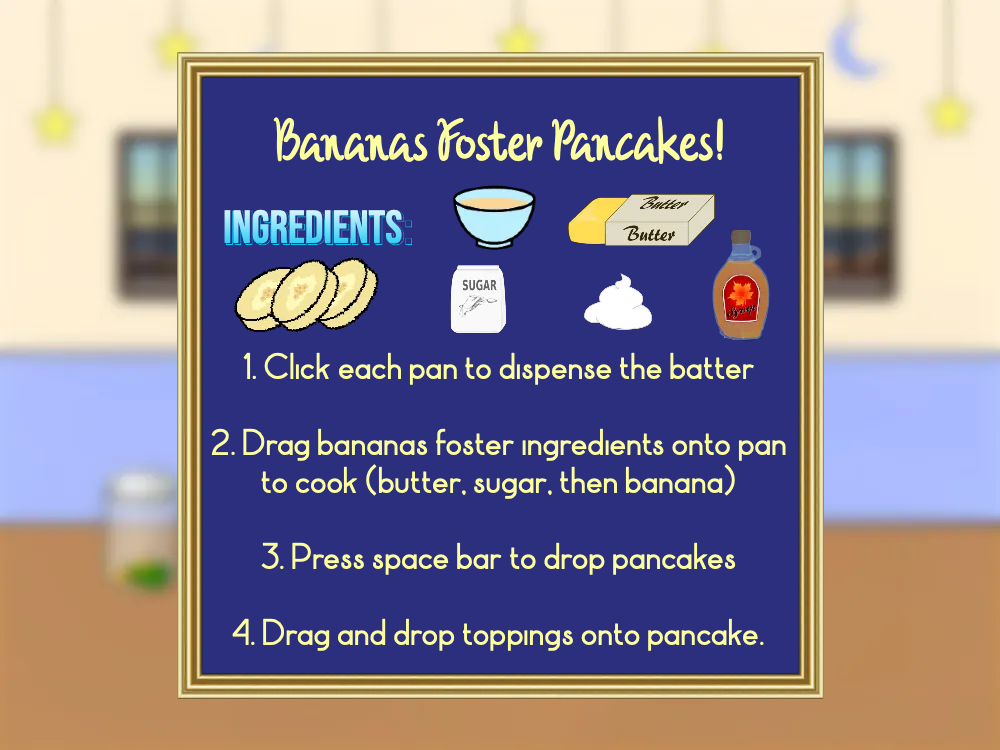 Bananas Foster Pancakes!
INGREDIENTS:
Butter
Butter
SUGAR
1. Click each pan to dispense the batter
2. Drag bananas foster ingredients onto pan
to cook (butter, sugar, then banana)
3. Press space bar to drop pancakes
4. Drag and drop toppings onto pancake.